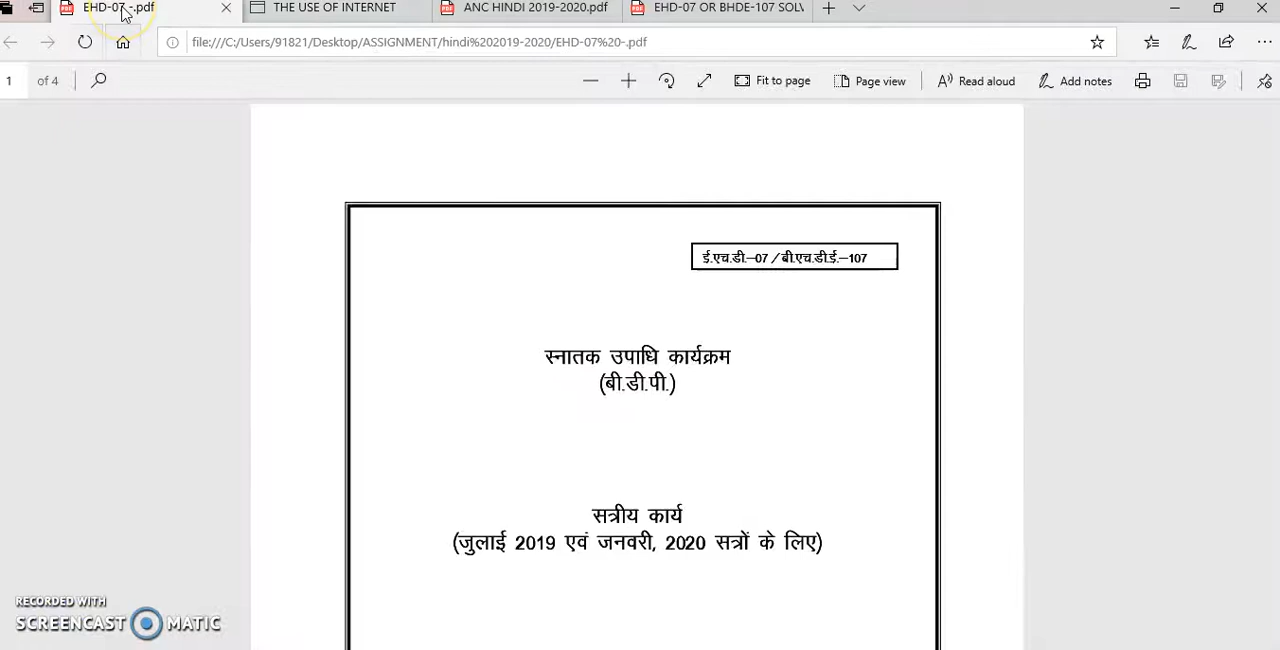 EHD-07 -.pdf
THE USE OF INTERNET
ANC HINDI 2019-2020.pdf
EHD-07 OR BHDE-107 SOLV
file:///C:/Users/91821/Desktop/ASSIGNMENT/hindi%202019-2020/EHD-07%20-.pdf
1 of 4
Fit to page
Page view
Read aloud
Add notes
ई.एच.डी.–07 / बी.एच.डी.ई.–107
स्नातक उपाधि कार्यक्रम
(बी.डी.पी.)
सत्रीय कार्य
(जुलाई 2019 एवं जनवरी, 2020 सत्रों के लिए)
RECORDED WITH
SCREENCAST MATIC